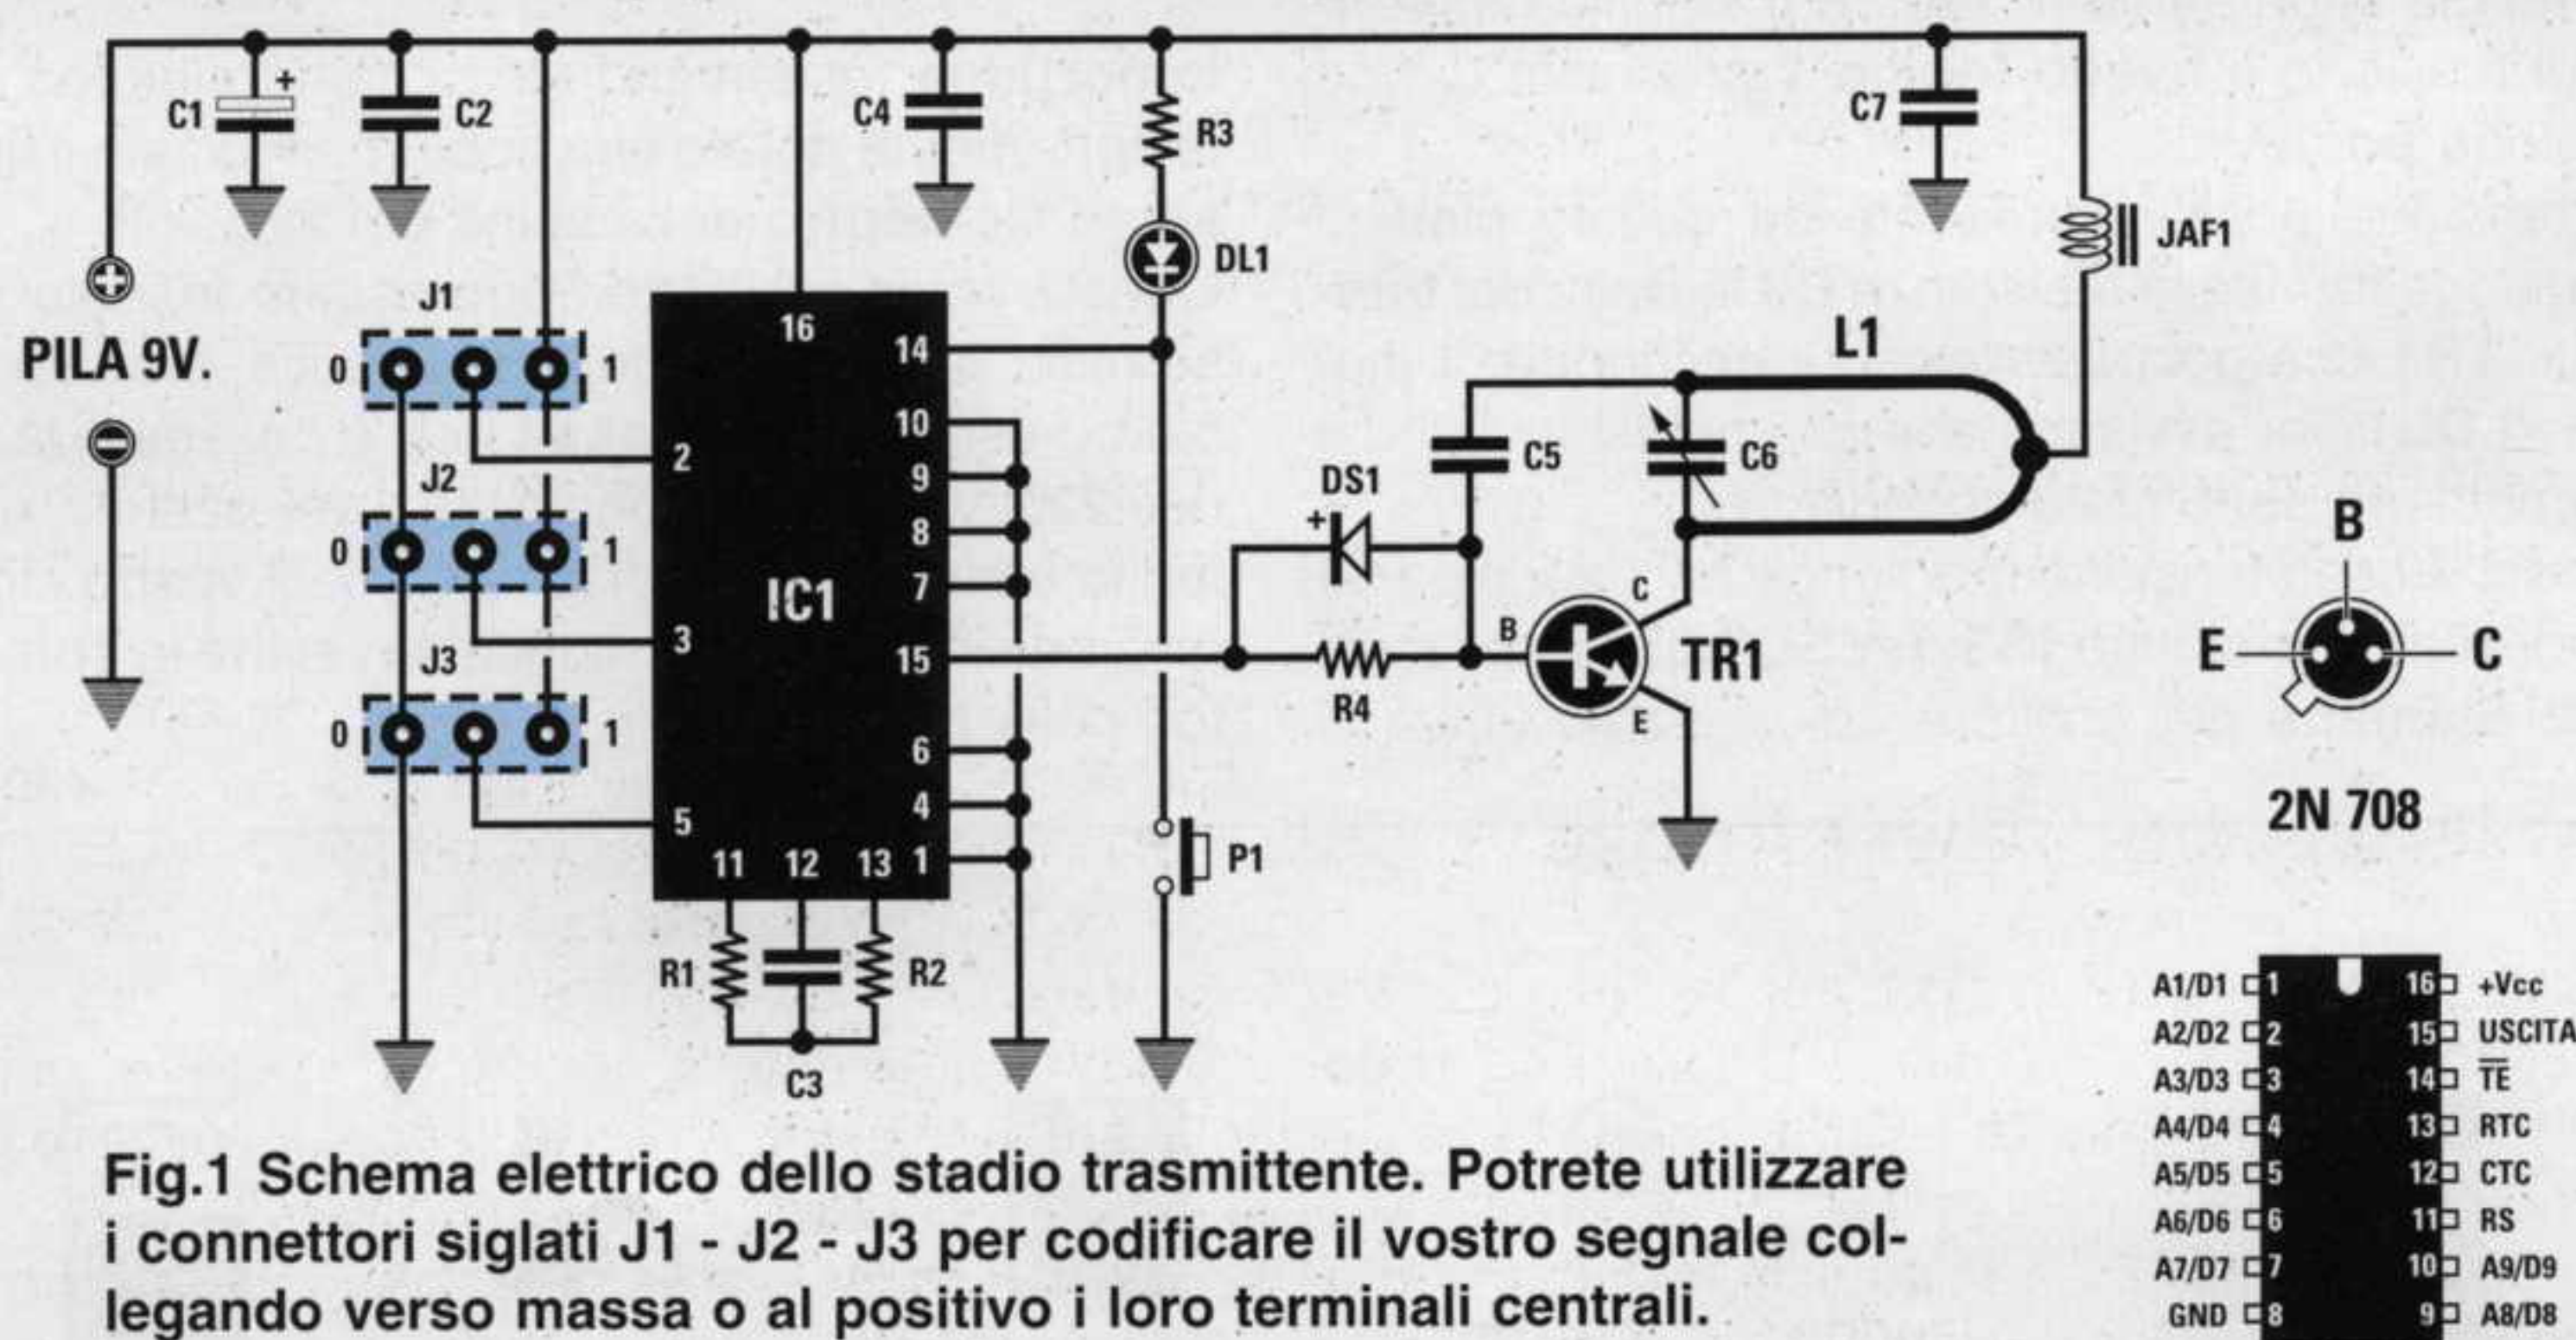 C1
+
C2
C4
R3
C7
DL1
JAF1
PILA 9V.
J1
0
1
J2
0
1
J3
0
1
16
14
10
9
8
7
15
6
4
1
2
3
5
11
12
13
IC1
R1
R2
C3
P1
DS1
+
R4
C5
C6
L1
B
C
E
TR1
B
E
C
2N 708
A1/D1 1 16 +Vcc
A2/D2 2 15 USCITA
A3/D3 3 14 TE
A4/D4 4 13 RTC
A5/D5 5 12 CTC
A6/D6 6 11 RS
A7/D7 7 10 A9/D9
GND 8 9 A8/D8
Fig.1 Schema elettrico dello stadio trasmittente. Potrete utilizzare
i connettori siglati J1 - J2 - J3 per codificare il vostro segnale col-
legando verso massa o al positivo i loro terminali centrali.